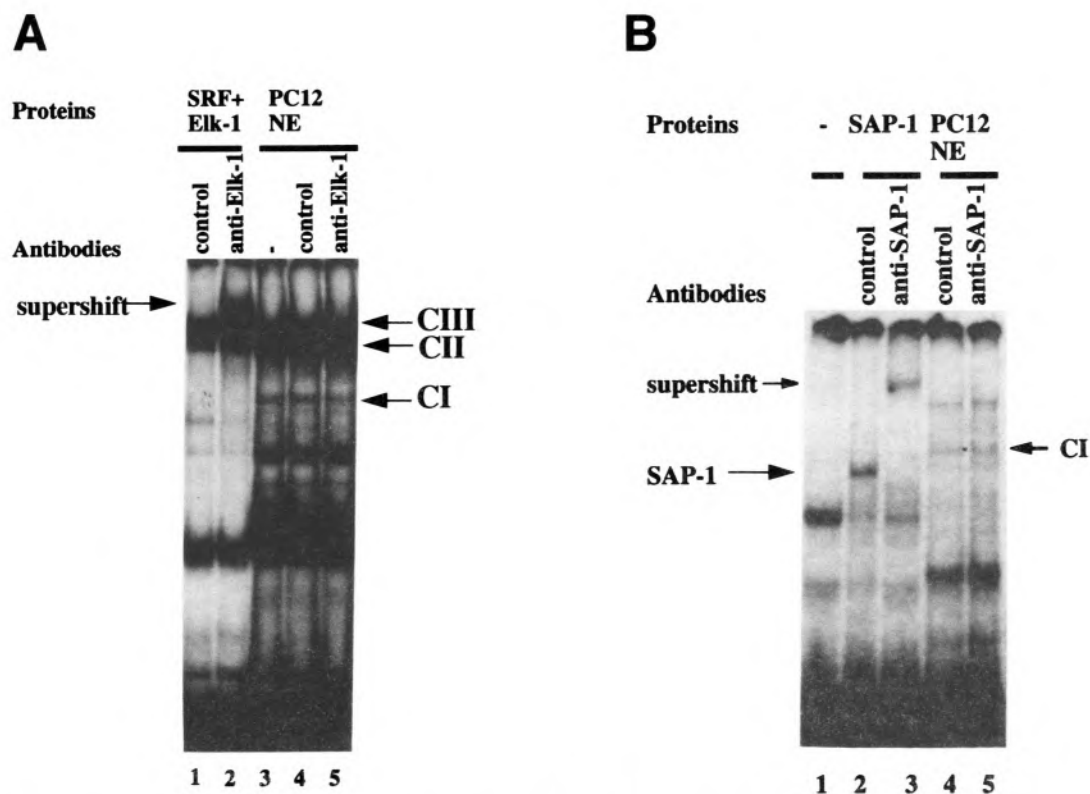 A
Proteins
SRF+
Elk-1
PC12
NE
Antibodies
control
anti-Elk-1
-
control
anti-Elk-1
supershift
CIII
CII
CI
1 2 3 4 5
B
Proteins
- SAP-1 PC12
NE
Antibodies
control
anti-SAP-1
control
anti-SAP-1
supershift
SAP-1
CI
1 2 3 4 5